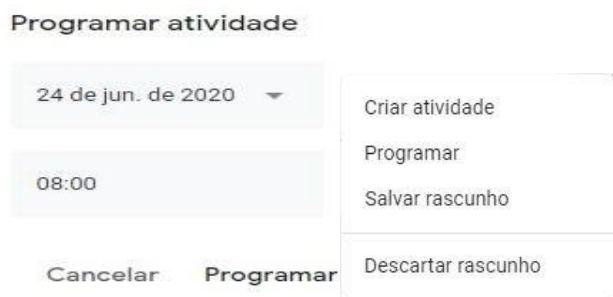 Programar atividade
24 de jun. de 2020
08:00
Cancelar Programar
Criar atividade
Programar
Salvar rascunho
Descartar rascunho